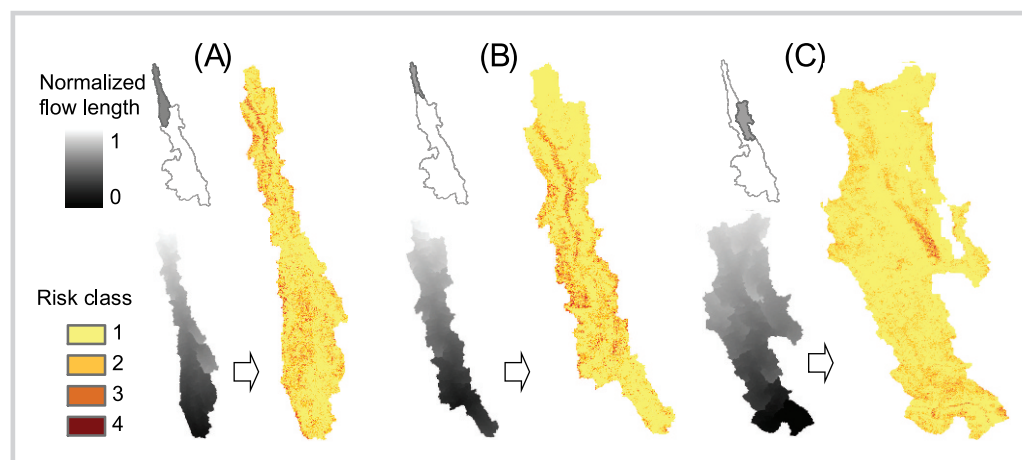 (A)
(B)
(C)
Normalized
flow length
1
0
Risk class
1
2
3
4